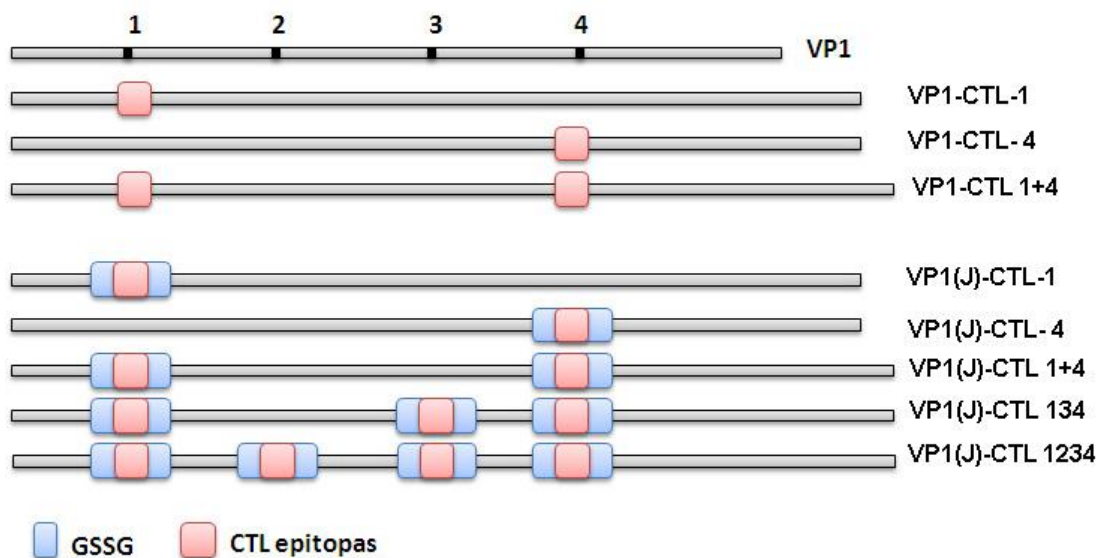 1 2 3 4
VP1
VP1-CTL-1
VP1-CTL- 4
VP1-CTL 1+4
VP1(J)-CTL-1
VP1(J)-CTL- 4
VP1(J)-CTL 1+4
VP1(J)-CTL 134
VP1(J)-CTL 1234
GSSG CTL epitopas